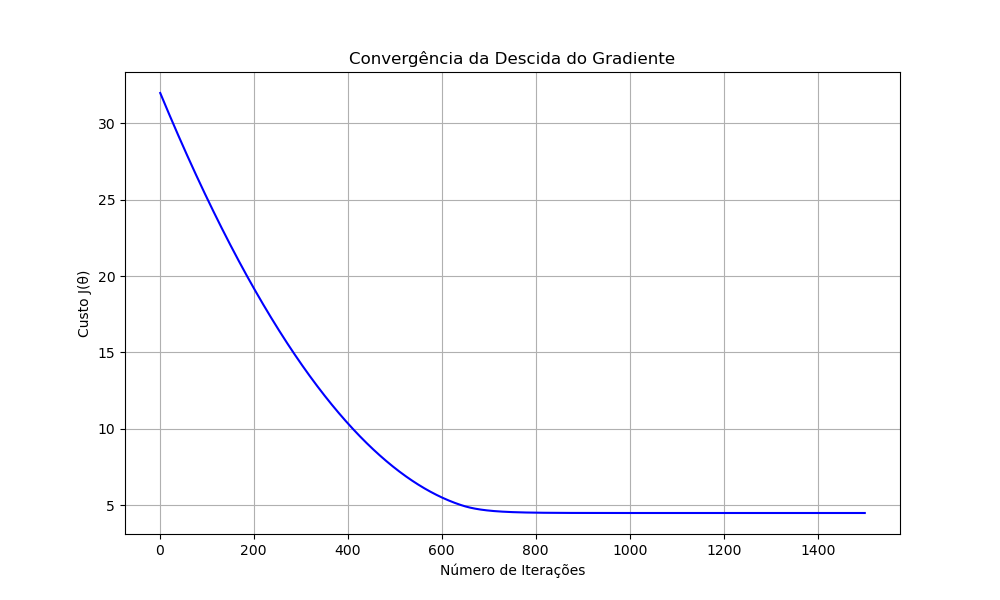 Convergência da Descida do Gradiente
30
25
20
15
10
5
Custo J(θ)
0 200 400 600 800 1000 1200 1400
Número de Iterações